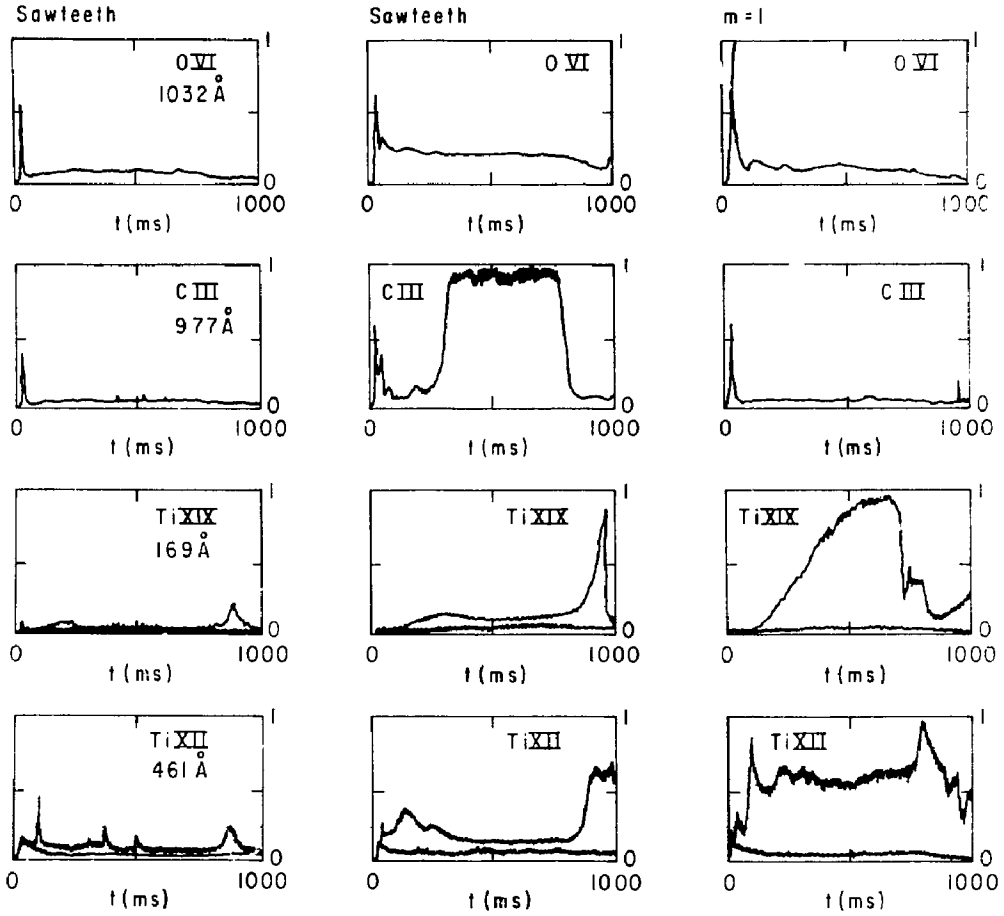 Sawteeth Sawteeth m=1
1 1 1
O VI O VI O VI
1032 Å
0 0 0
0 1000 0 1000 0 1000
t(ms) t(ms) t(ms)
1 1 1
C III C III C III
977 Å
0 0 0
0 1000 0 1000 0 1000
t(ms) t(ms) t(ms)
1 1 1
Ti XIX Ti XIX Ti XIX
169 Å
0 0 0
0 1000 0 1000 0 1000
t(ms) t(ms) t(ms)
1 1 1
Ti XII Ti XII Ti XII
461 Å
0 0 0
0 1000 0 1000 0 1000
t(ms) t(ms) t(ms)